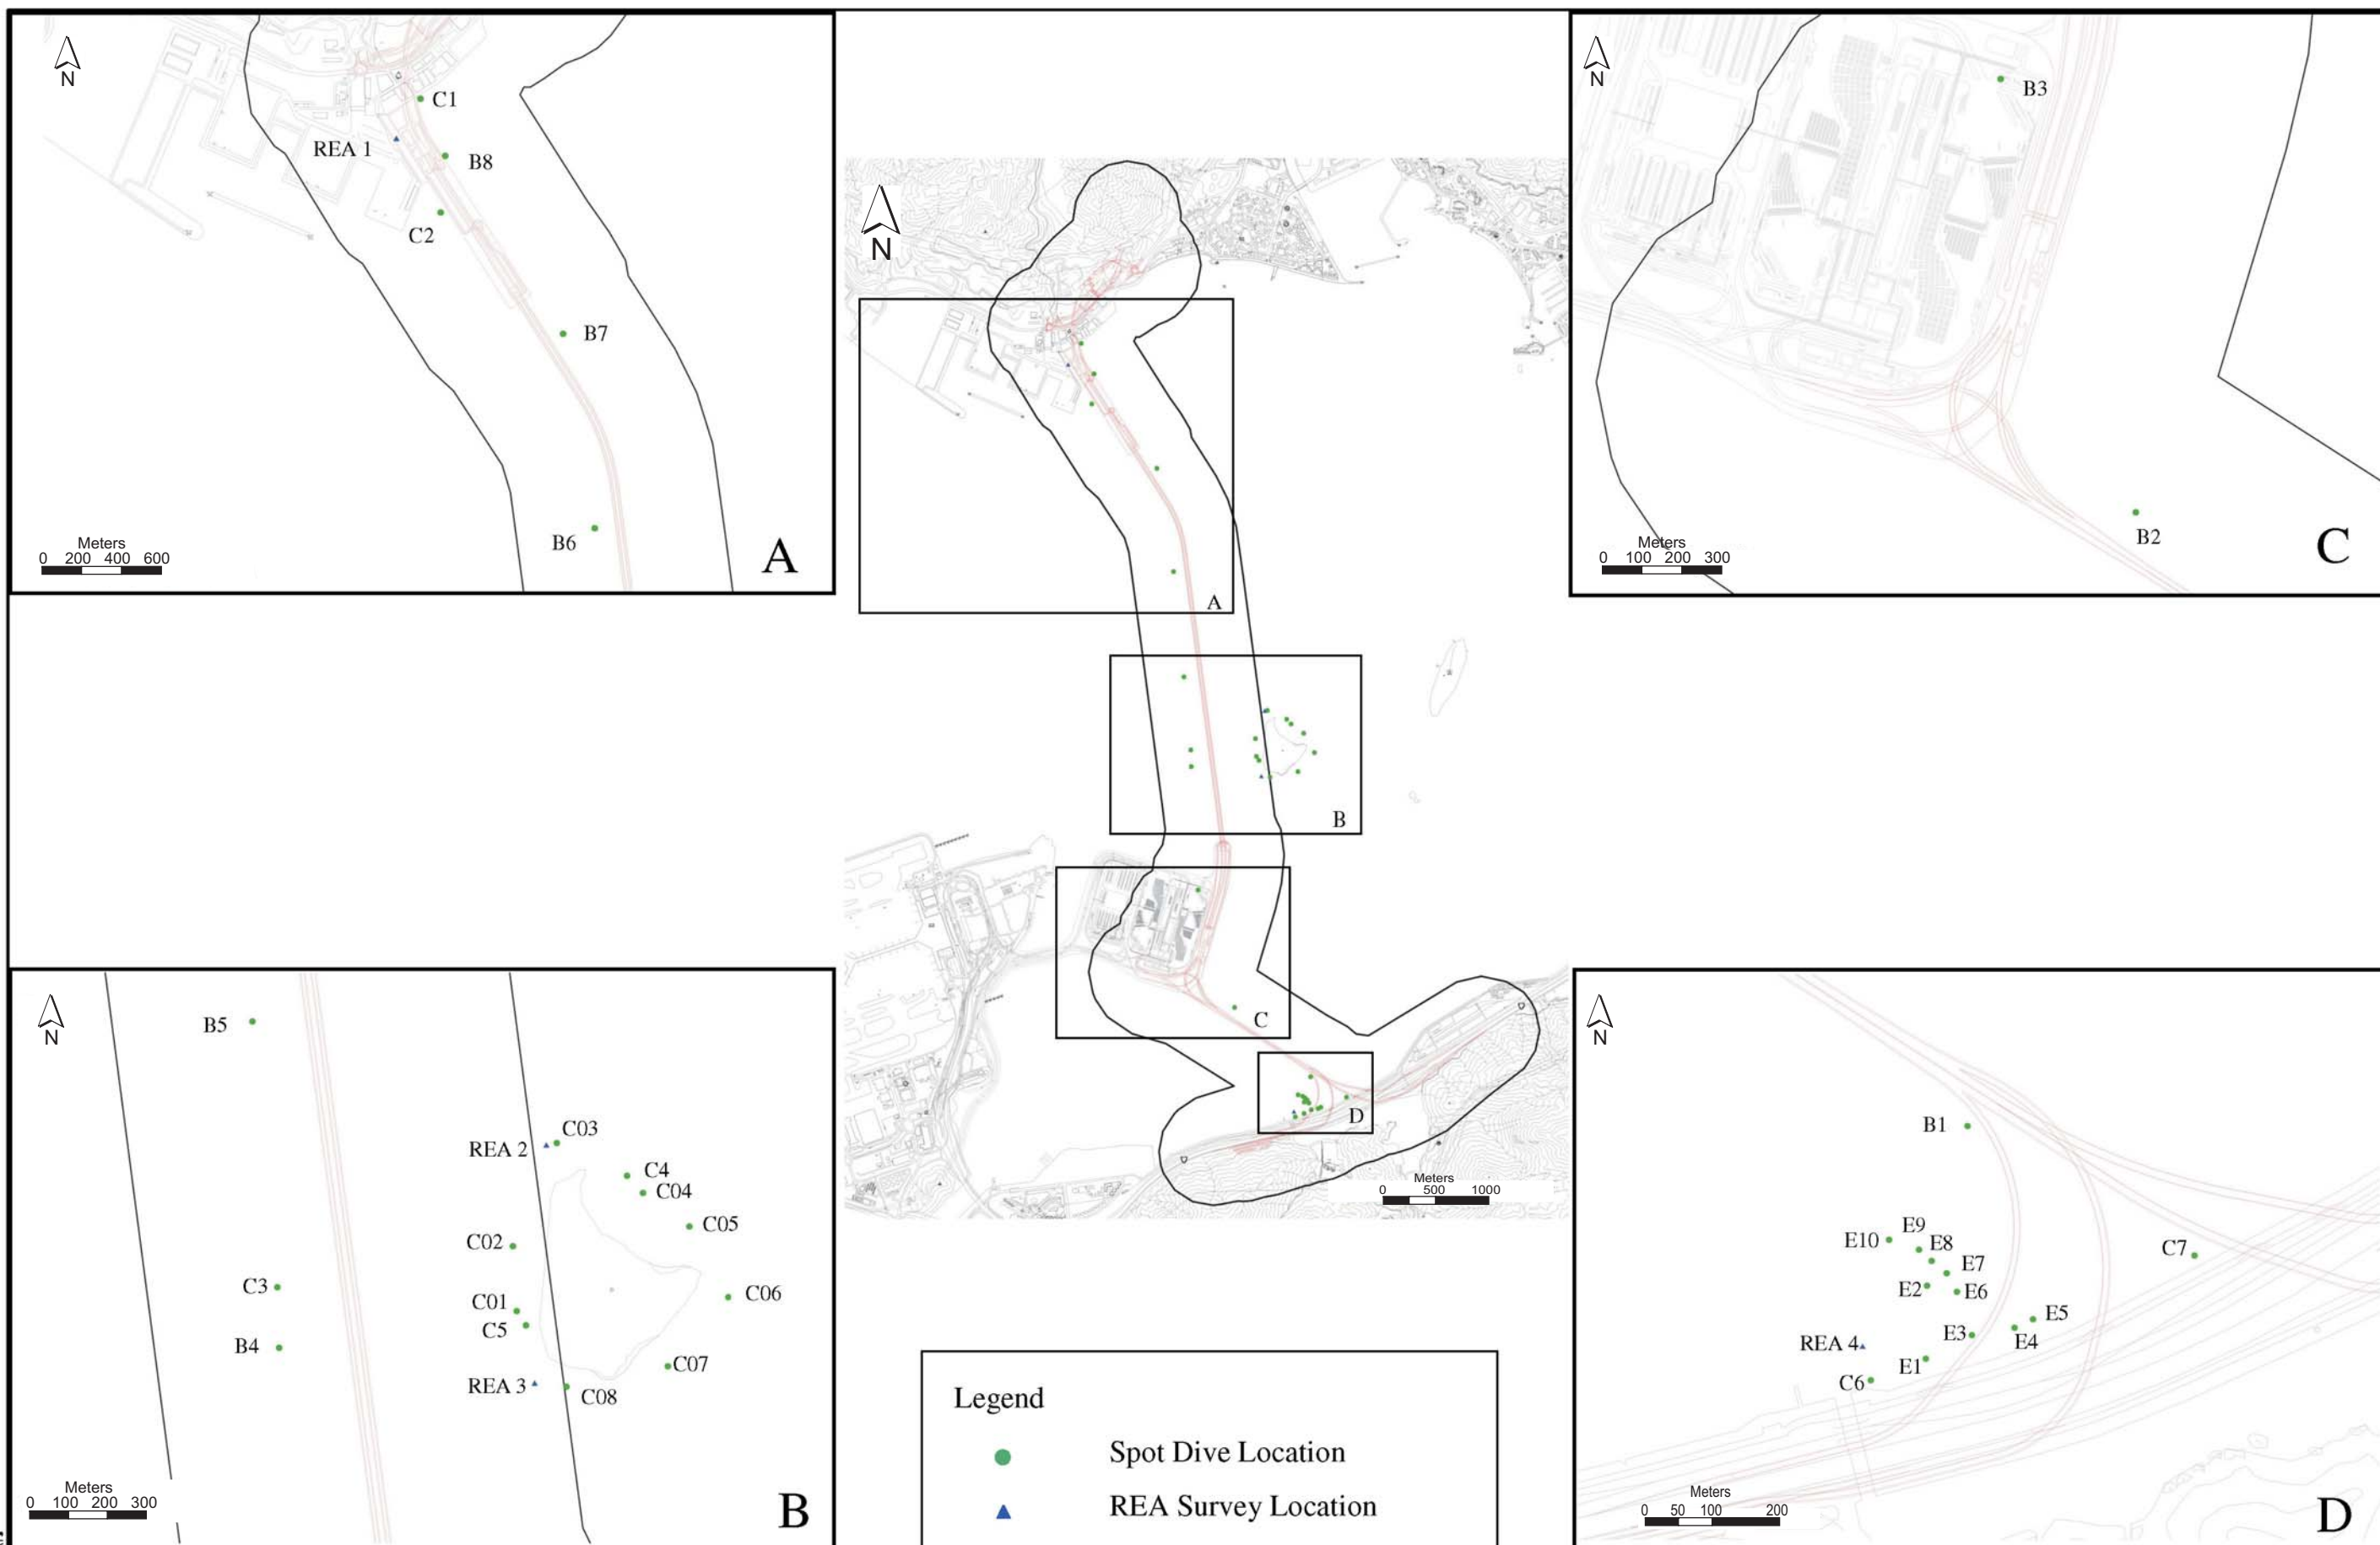 N
C1
REA 1
B8
C2
B7
B6
Meters
0 200 400 600
A
N
A
B
C
D
Meters
0 500 1000
N
B3
B2
Meters
0 100 200 300
C
N
B5
C03
REA 2
C4
C04
C05
C02
C3
C01
C06
C5
B4
C07
REA 3
C08
Meters
0 100 200 300
B
Legend
Spot Dive Location
REA Survey Location
N
B1
E9
E10
E8
C7
E7
E2
E6
E5
E3
E4
REA 4
E1
C6
Meters
0 50 100 200
D